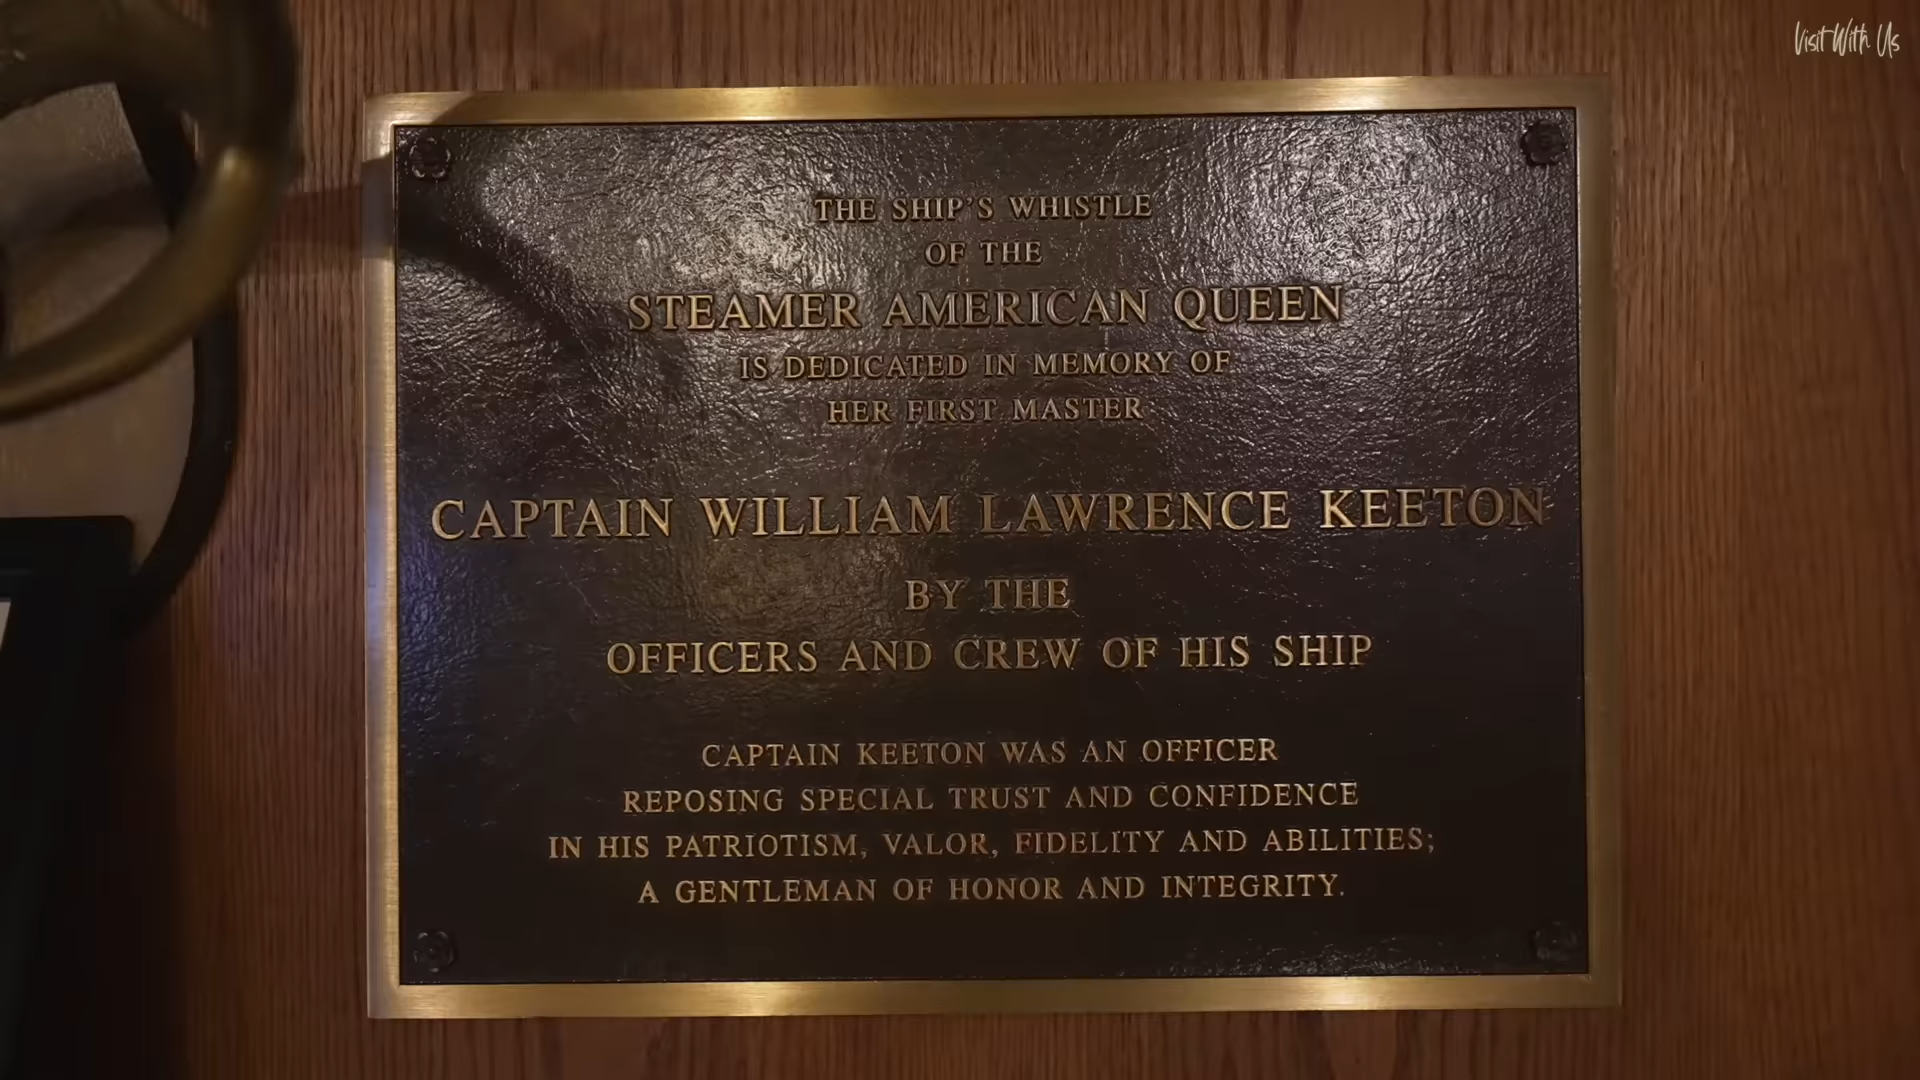 Visit With Us
THE SHIP'S WHISTLE
OF THE
STEAMER AMERICAN QUEEN
IS DEDICATED IN MEMORY OF
HER FIRST MASTER
CAPTAIN WILLIAM LAWRENCE KEETON
BY THE
OFFICERS AND CREW OF HIS SHIP
CAPTAIN KEETON WAS AN OFFICER
REPOSING SPECIAL TRUST AND CONFIDENCE
IN HIS PATRIOTISM, VALOR, FIDELITY AND ABILITIES;
A GENTLEMAN OF HONOR AND INTEGRITY.